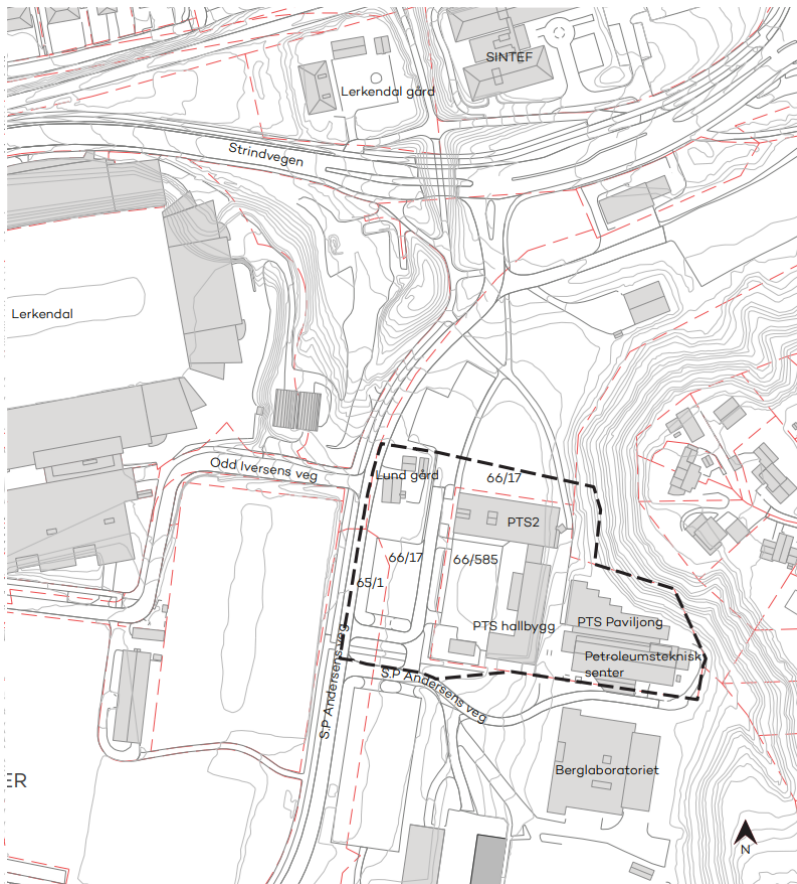 SINTEF
Lerkendal gård
Strindvegen
Lerkendal
Odd Iversens veg
Lund gård
66/17
PTS2
66/17
66/585
65/1
PTS hallbygg
PTS Paviljong
Petroleumsteknisk
senter
S.P Andersens veg
S.P Andersens veg
Berglaboratoriet
ER
N